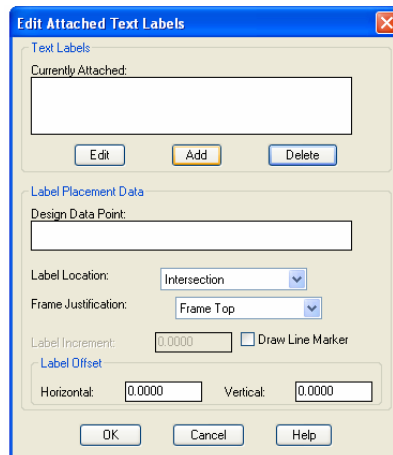 Edit Attached Text Labels
Text Labels
Currently Attached:
Edit Add Delete
Label Placement Data
Design Data Point:
Label Location: Intersection
Frame Justification: Frame Top
Label Increment: 0.0000 Draw Line Marker
Label Offset
Horizontal: 0.0000 Vertical: 0.0000
OK Cancel Help